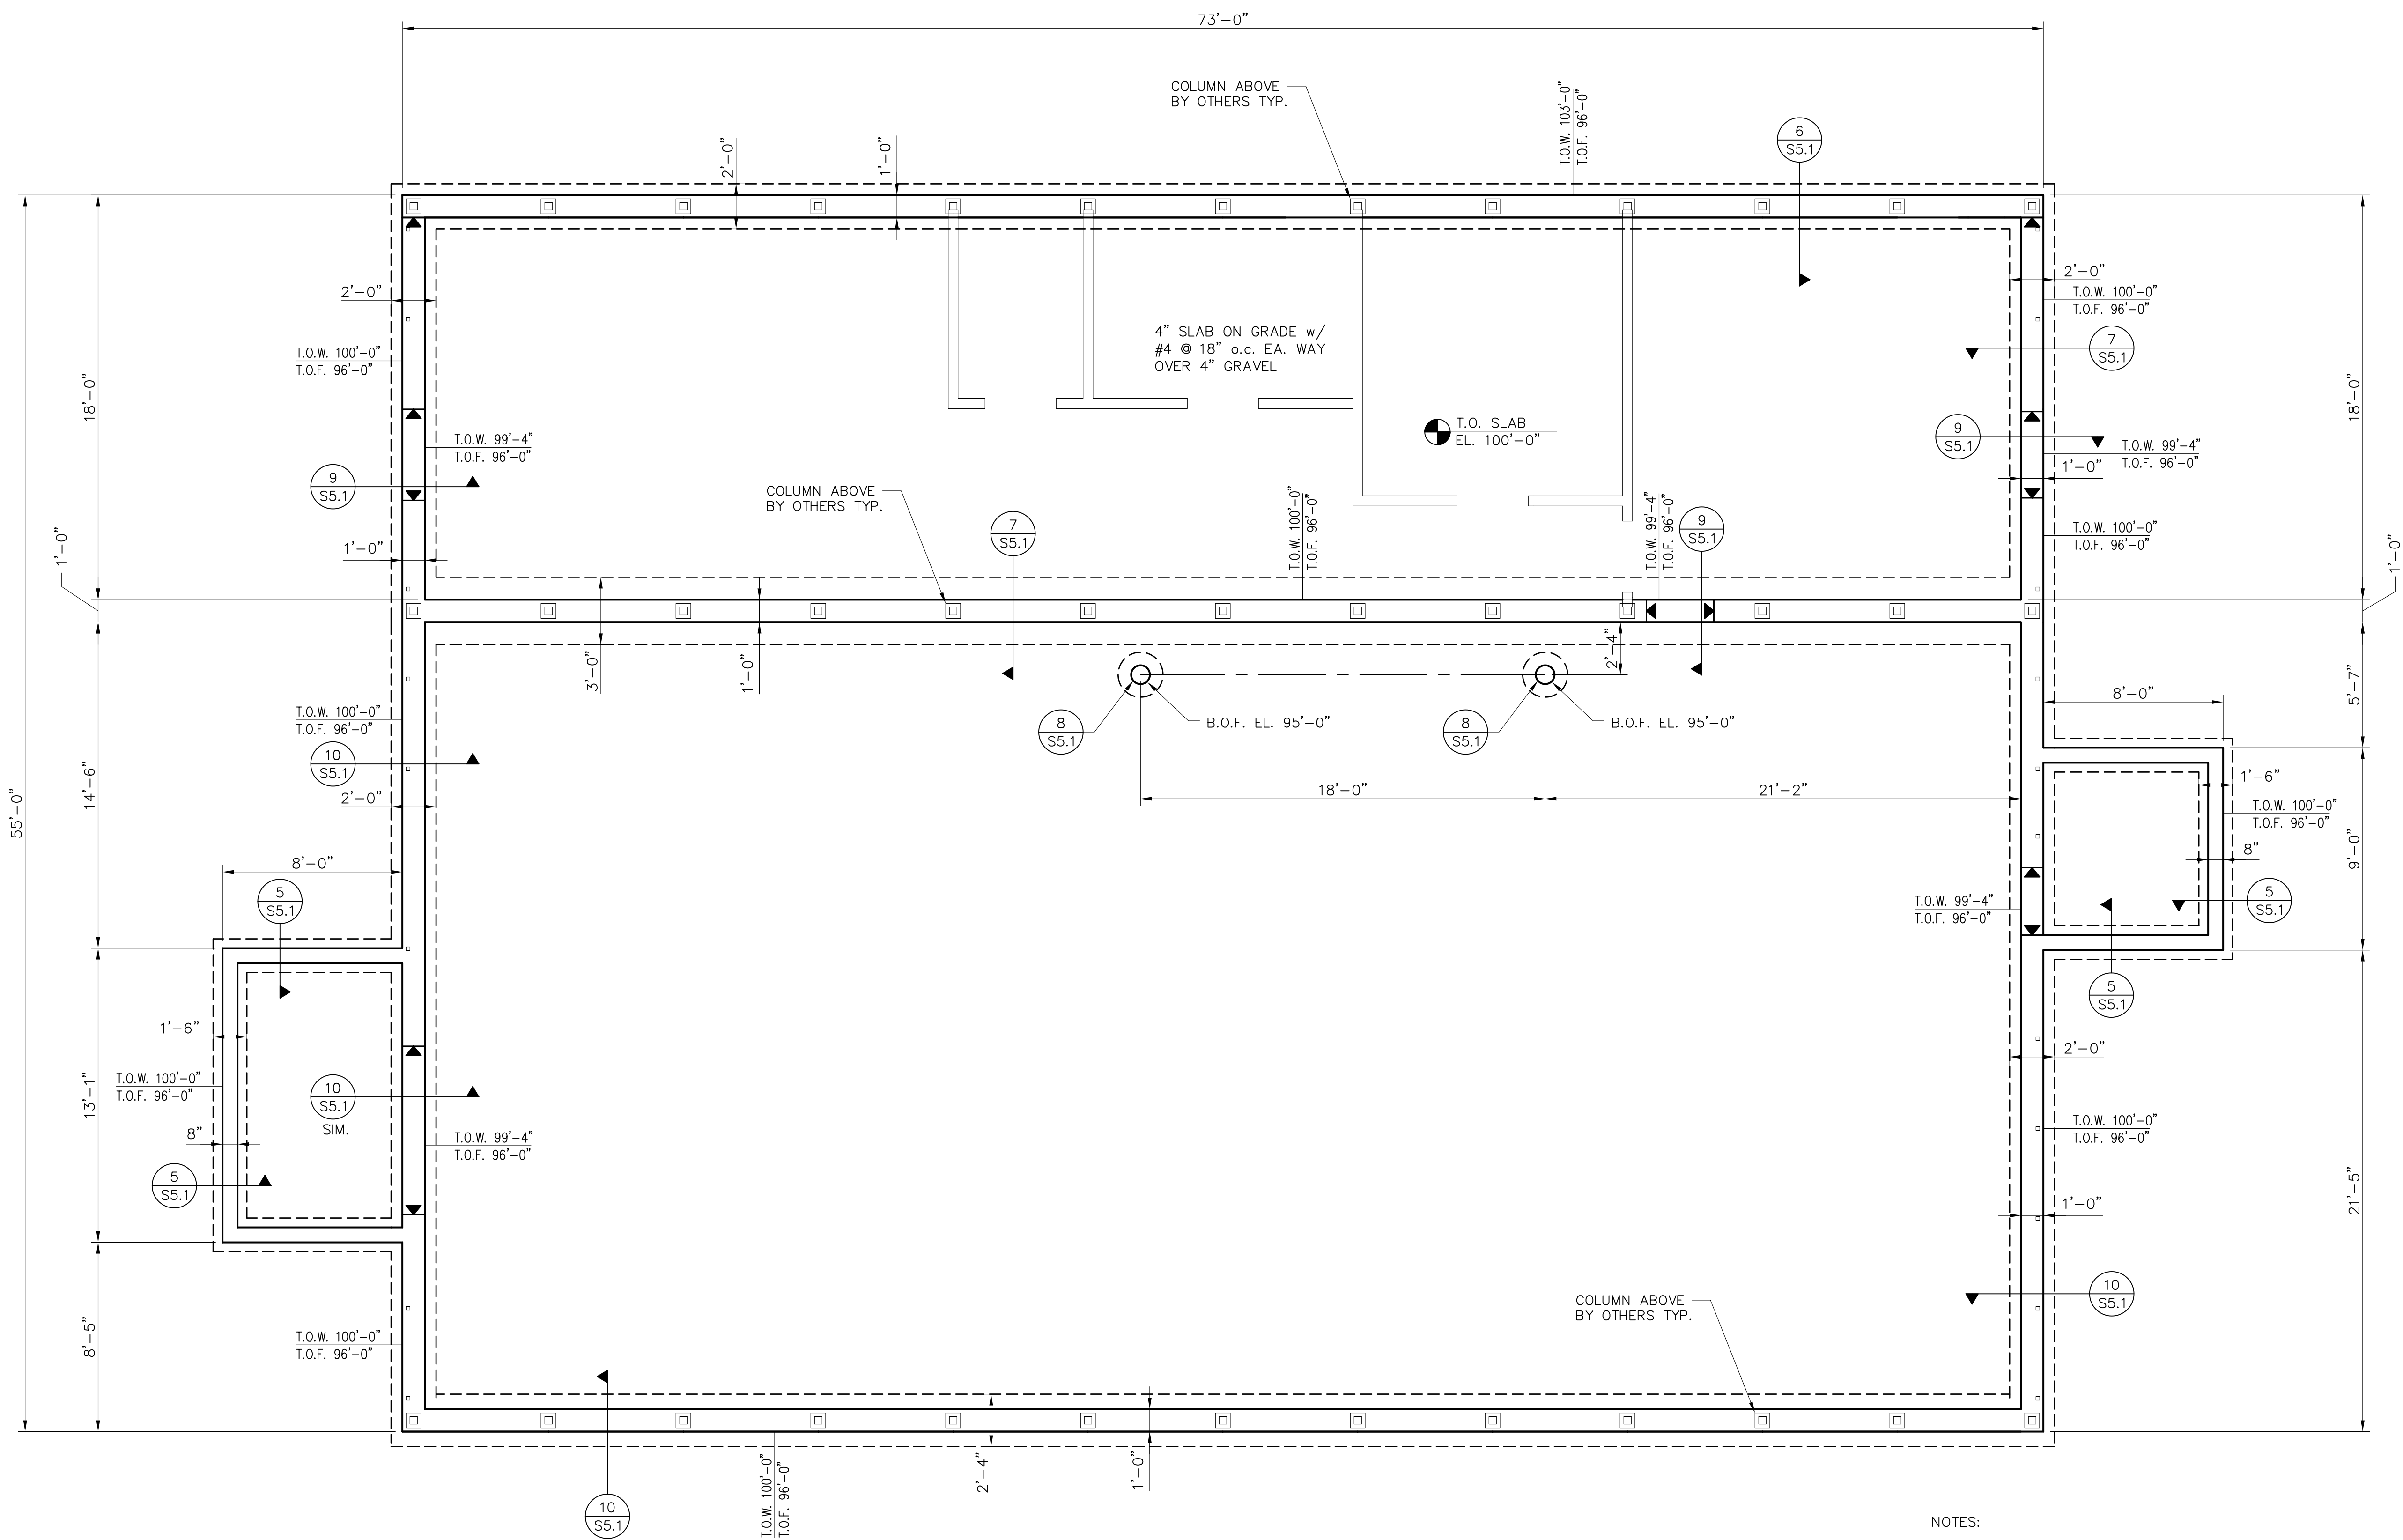 73'-0"
COLUMN ABOVE
BY OTHERS TYP.
T.O.W. 103'-0"
T.O.F. 96'-0"
6
S5.1
2'-0"
1'-0"
2'-0"
2'-0"
T.O.W. 100'-0"
T.O.F. 96'-0"
7
S5.1
4" SLAB ON GRADE w/
#4 @ 18" o.c. EA. WAY
OVER 4" GRAVEL
T.O.W. 100'-0"
T.O.F. 96'-0"
18'-0"
18'-0"
T.O. SLAB
EL. 100'-0"
T.O.W. 99'-4"
T.O.F. 96'-0"
9
S5.1
T.O.W. 99'-4"
T.O.F. 96'-0"
1'-0"
9
S5.1
COLUMN ABOVE
BY OTHERS TYP.
7
S5.1
T.O.W. 100'-0"
T.O.F. 96'-0"
T.O.W. 99'-4"
T.O.F. 96'-0"
9
S5.1
T.O.W. 100'-0"
T.O.F. 96'-0"
1'-0"
1'-0"
1'-0"
3'-0"
1'-0"
2'-4"
5'-7"
8'-0"
T.O.W. 100'-0"
T.O.F. 96'-0"
8
S5.1
B.O.F. EL. 95'-0"
8
S5.1
B.O.F. EL. 95'-0"
10
S5.1
14'-6"
2'-0"
18'-0"
21'-2"
1'-6"
T.O.W. 100'-0"
T.O.F. 96'-0"
55'-0"
9'-0"
8"
8'-0"
5
S5.1
T.O.W. 99'-4"
T.O.F. 96'-0"
5
S5.1
5
S5.1
1'-6"
2'-0"
T.O.W. 100'-0"
T.O.F. 96'-0"
13'-1"
10
S5.1
SIM.
8"
T.O.W. 99'-4"
T.O.F. 96'-0"
T.O.W. 100'-0"
T.O.F. 96'-0"
5
S5.1
1'-0"
21'-5"
8'-5"
T.O.W. 100'-0"
T.O.F. 96'-0"
COLUMN ABOVE
BY OTHERS TYP.
10
S5.1
10
S5.1
T.O.W. 100'-0"
T.O.F. 96'-0"
2'-4"
1'-0"
NOTES: